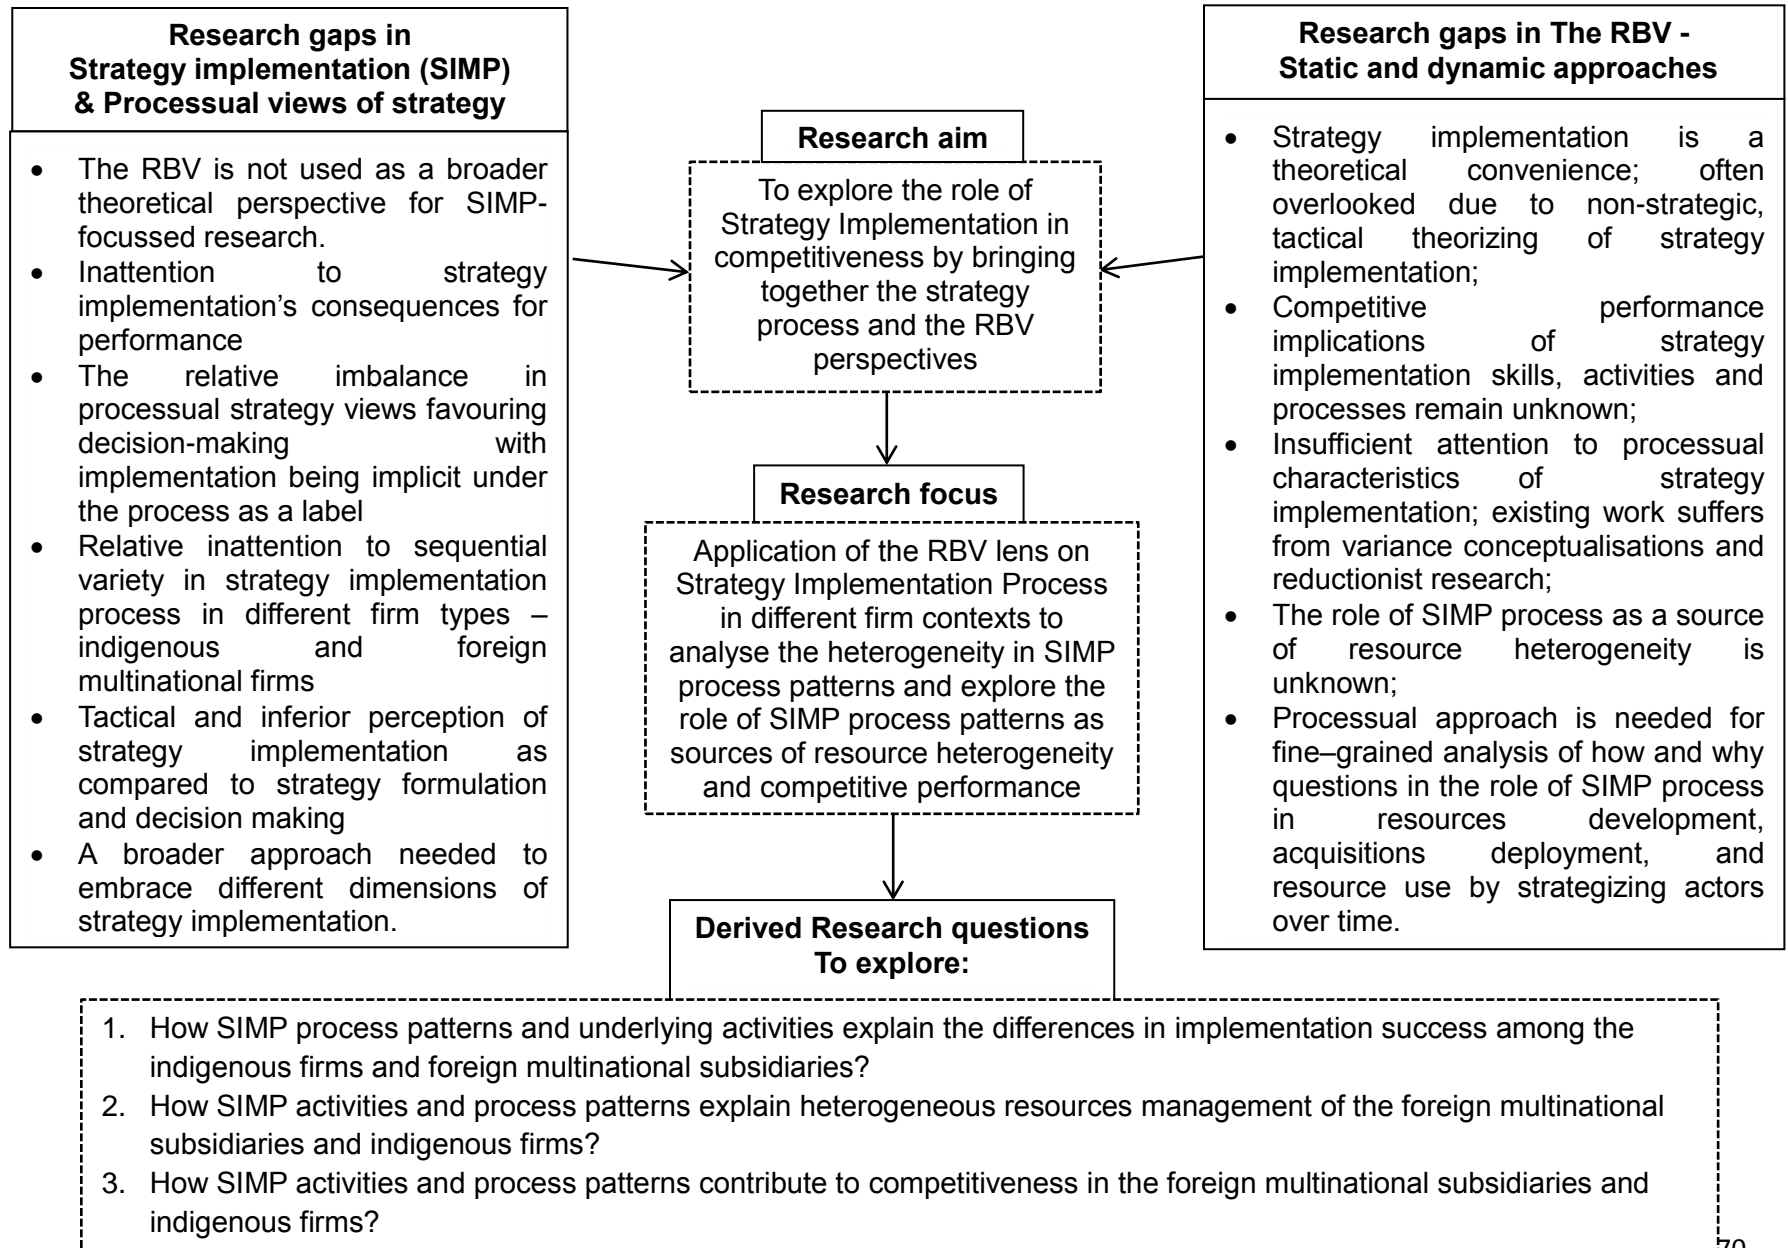 Research gaps in
Strategy implementation (SIMP)
& Processual views of strategy
• The RBV is not used as a broader
theoretical perspective for SIMP-
focussed research.
• Inattention to strategy
implementation’s consequences for
performance
• The relative imbalance in
processual strategy views favouring
decision-making with
implementation being implicit under
the process as a label
• Relative inattention to sequential
variety in strategy implementation
process in different firm types –
indigenous and foreign
multinational firms
• Tactical and inferior perception of
strategy implementation as
compared to strategy formulation
and decision making
• A broader approach needed to
embrace different dimensions of
strategy implementation.
Research aim
To explore the role of
Strategy Implementation in
competitiveness by bringing
together the strategy
process and the RBV
perspectives
Research focus
Application of the RBV lens on
Strategy Implementation Process
in different firm contexts to
analyse the heterogeneity in SIMP
process patterns and explore the
role of SIMP process patterns as
sources of resource heterogeneity
and competitive performance
Research gaps in The RBV -
Static and dynamic approaches
• Strategy implementation is a
theoretical convenience; often
overlooked due to non-strategic,
tactical theorizing of strategy
implementation;
• Competitive performance
implications of strategy
implementation skills, activities and
processes remain unknown;
• Insufficient attention to processual
characteristics of strategy
implementation; existing work suffers
from variance conceptualisations and
reductionist research;
• The role of SIMP process as a source
of resource heterogeneity is
unknown;
• Processual approach is needed for
fine–grained analysis of how and why
questions in the role of SIMP process
in resources development,
acquisitions deployment, and
resource use by strategizing actors
over time.
Derived Research questions
To explore:
1. How SIMP process patterns and underlying activities explain the differences in implementation success among the
indigenous firms and foreign multinational subsidiaries?
2. How SIMP activities and process patterns explain heterogeneous resources management of the foreign multinational
subsidiaries and indigenous firms?
3. How SIMP activities and process patterns contribute to competitiveness in the foreign multinational subsidiaries and
indigenous firms?